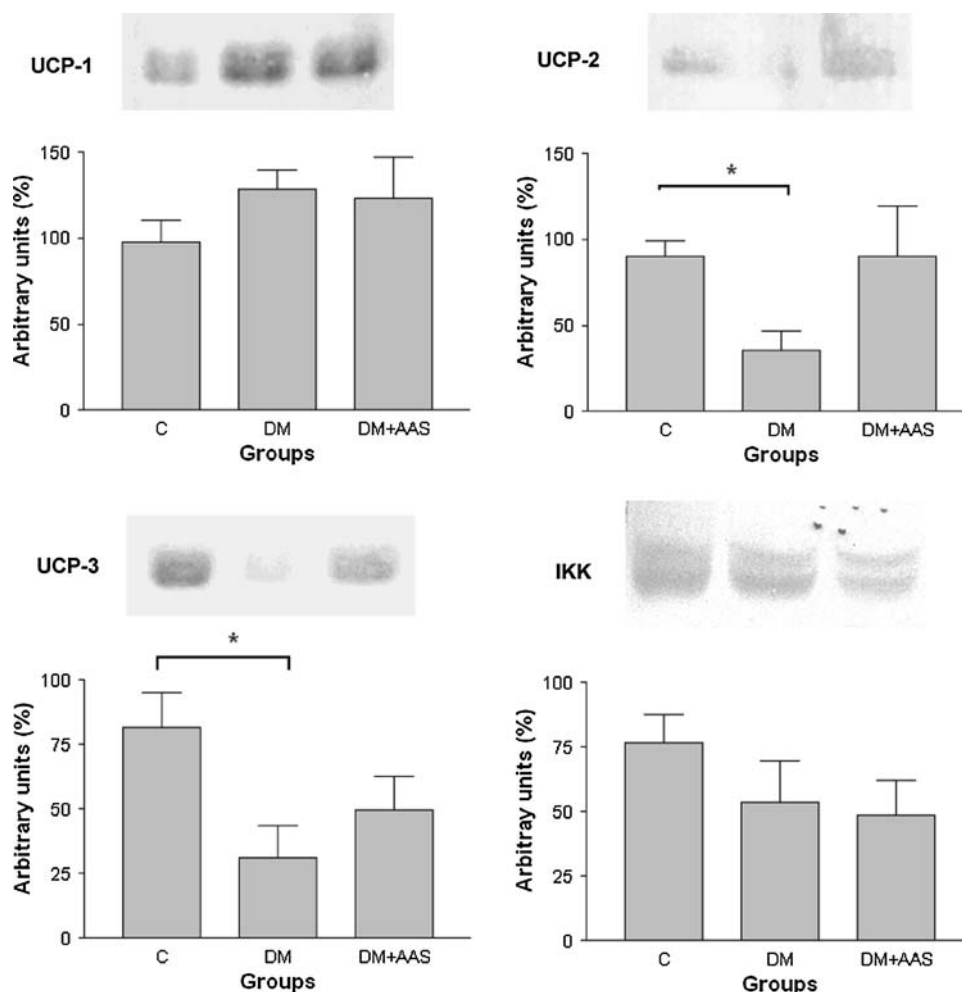 UCP-1
150
100
50
0
Arbitrary units (%)
C DM DM+AAS
Groups
UCP-2
150
100
50
0
Arbitrary units (%)
*
C DM DM+AAS
Groups
UCP-3
100
75
50
25
0
Arbitrary units (%)
*
C DM DM+AAS
Groups
IKK
100
75
50
25
0
Arbitray units (%)
C DM DM+AAS
Groups